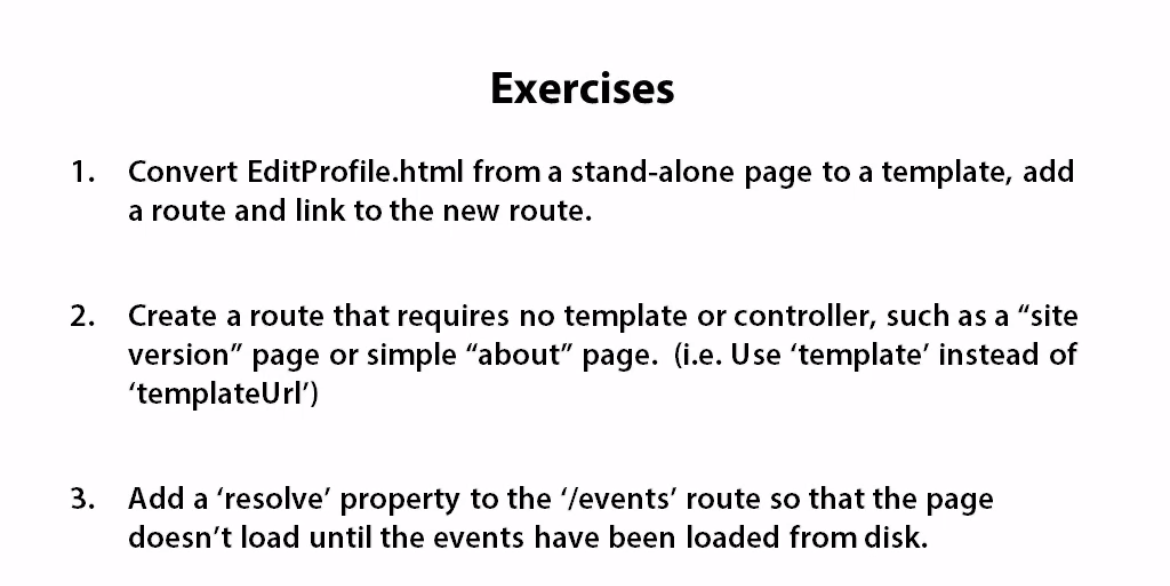 Exercises
1. Convert EditProfile.html from a stand-alone page to a template, add
a route and link to the new route.
2. Create a route that requires no template or controller, such as a “site
version” page or simple “about” page. (i.e. Use ‘template’ instead of
‘templateUrl’)
3. Add a ‘resolve’ property to the ‘/events’ route so that the page
doesn’t load until the events have been loaded from disk.